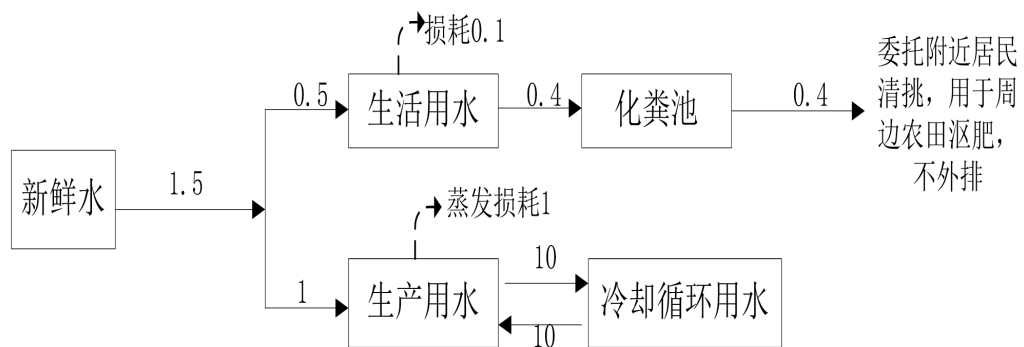 损耗0.1
委托附近居民
清挑，用于周
边农田沤肥，
不外排
0.5
生活用水
0.4
化粪池
0.4
新鲜水
1.5
蒸发损耗1
1
生产用水
10
10
冷却循环用水